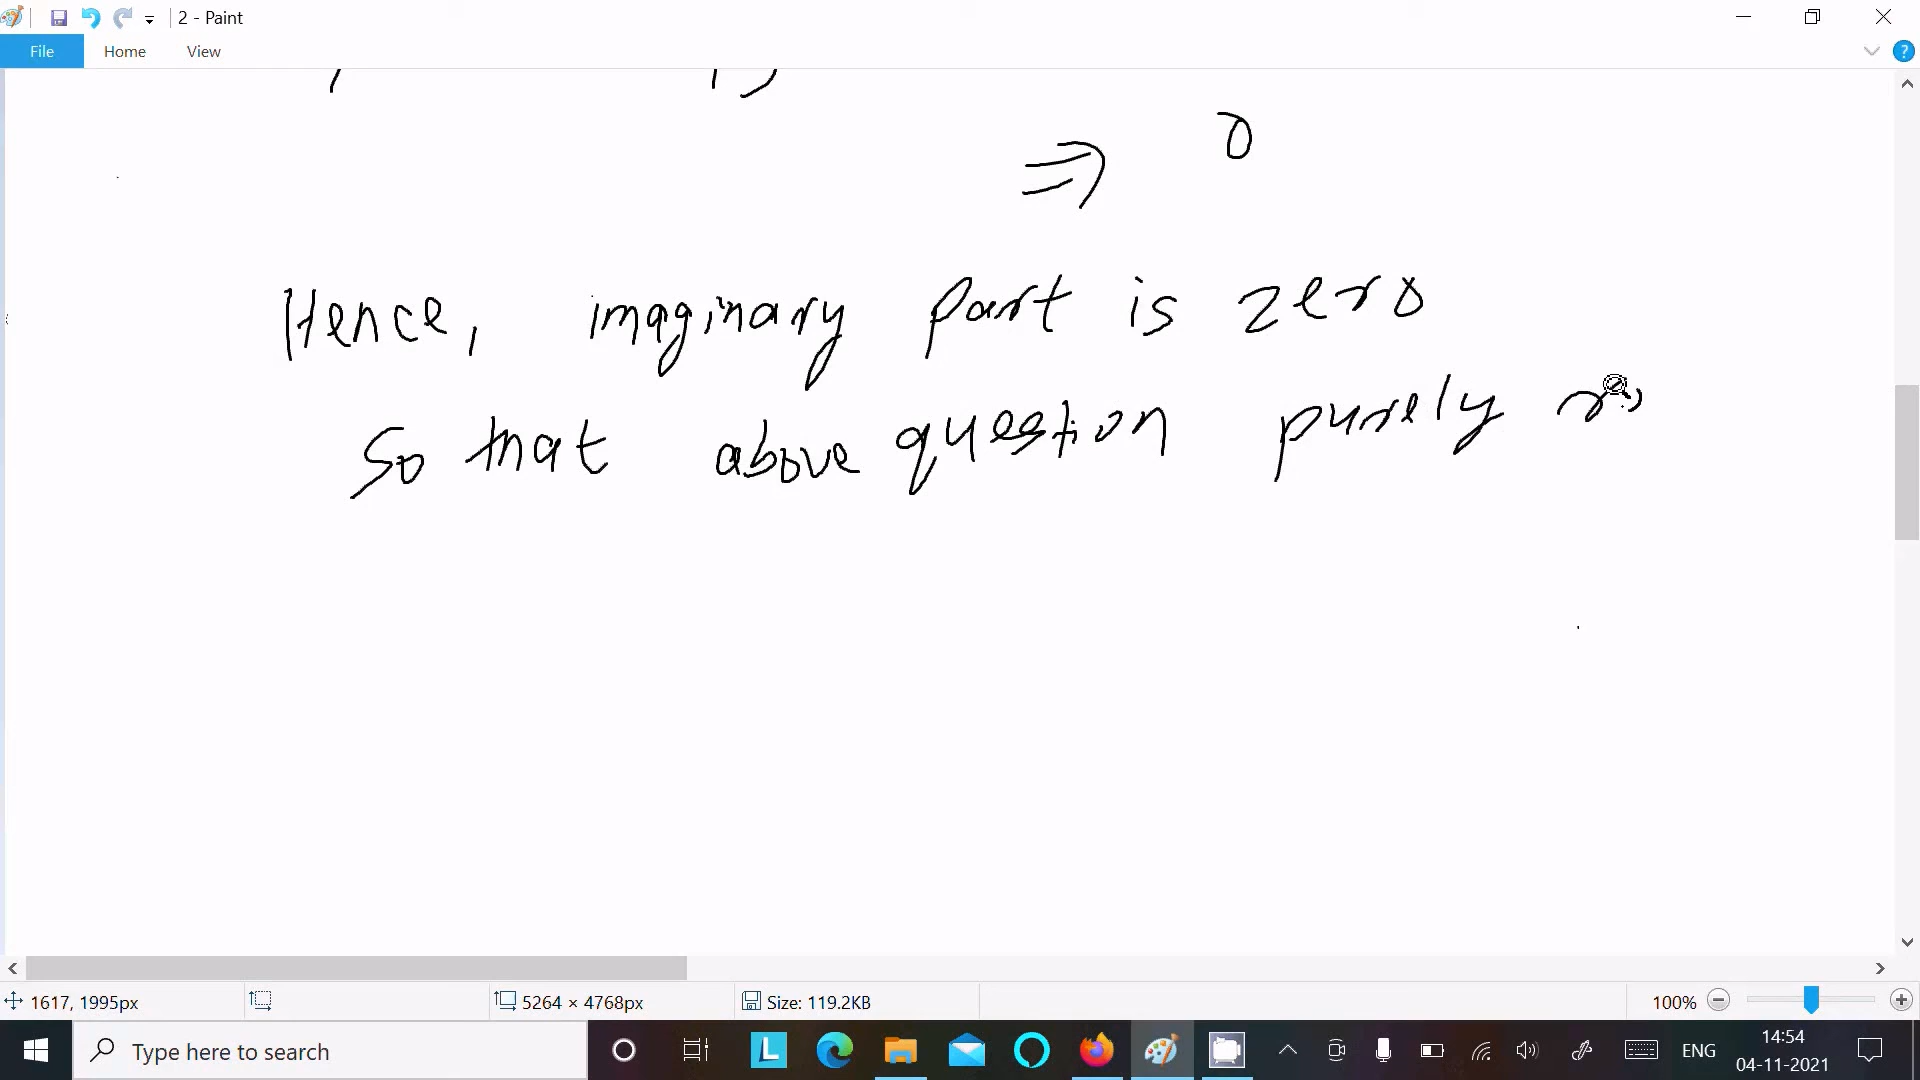 2 - Paint
File Home View
⇒ 0
Hence, imaginary part is zero
So that above question purely
1617, 1995px 5264 × 4768px Size: 119.2KB 100%
Type here to search
L
ENG
14:54
04-11-2021